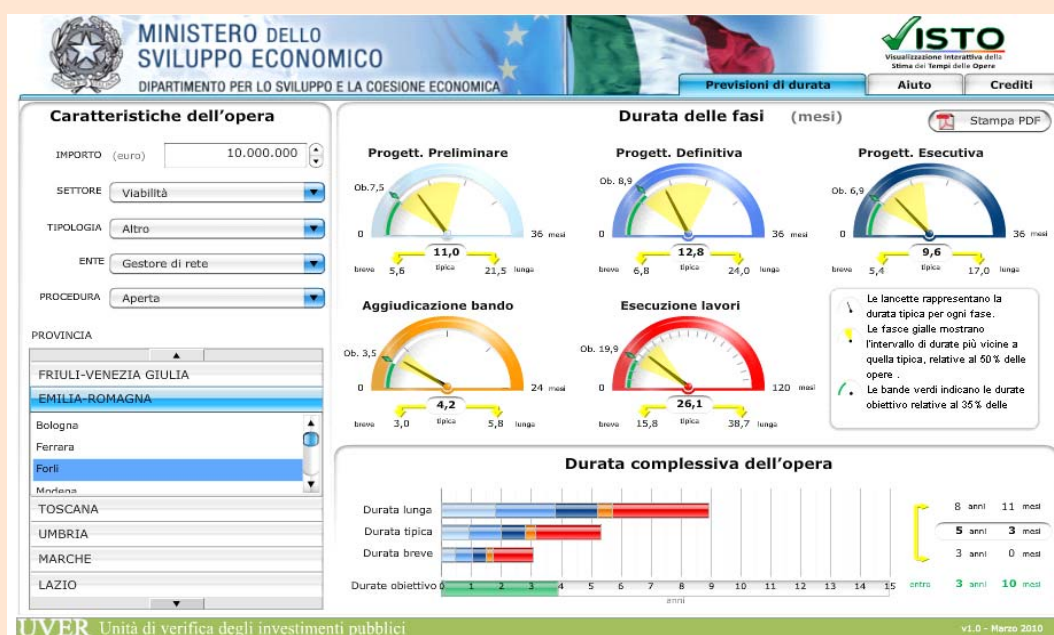 MINISTERO DELLO
SVILUPPO ECONOMICO
DIPARTIMENTO PER LO SVILUPPO E LA COESIONE ECONOMICA
VISTO
Visualizzazione Interattiva della
Stima dei Tempi delle Opere
Previsioni di durata
Aiuto
Crediti
Caratteristiche dell'opera
IMPORTO (euro) 10.000.000
SETTORE Viabilità
TIPOLOGIA Altro
ENTE Gestore di rete
PROCEDURA Aperta
PROVINCIA
FRIULI-VENEZIA GIULIA
EMILIA-ROMAGNA
Bologna
Ferrara
Forlì
Modena
TOSCANA
UMBRIA
MARCHE
LAZIO
Durata delle fasi (mesi)
Stampa PDF
Progett. Preliminare
Ob.7,5
0 36 mesi
11,0
breve 5,6 tipica 21,5 lunga
Progett. Definitiva
Ob. 8,9
0 36 mesi
12,8
breve 6,8 tipica 24,0 lunga
Progett. Esecutiva
Ob. 6,9
0 36 mesi
9,6
breve 5,4 tipica 17,0 lunga
Aggiudicazione bando
Ob. 3,5
0 24 mesi
4,2
breve 3,0 tipica 5,8 lunga
Esecuzione lavori
Ob. 19,9
0 120 mesi
26,1
breve 15,8 tipica 38,7 lunga
Le lancette rappresentano la
durata tipica per ogni fase.
Le fasce gialle mostrano
l'intervallo di durate più vicine a
quella tipica, relative al 50% delle
opere .
Le bande verdi indicano le durate
obiettivo relative al 35% delle
Durata complessiva dell'opera
Durata lunga 8 anni 11 mesi
Durata tipica 5 anni 3 mesi
Durata breve 3 anni 0 mesi
Durate obiettivo 0 1 2 3 4 5 6 7 8 9 10 11 12 13 14 15 entro 3 anni 10 mesi
anni
UVER Unità di verifica degli investimenti pubblici
v1.0 - Marzo 2010